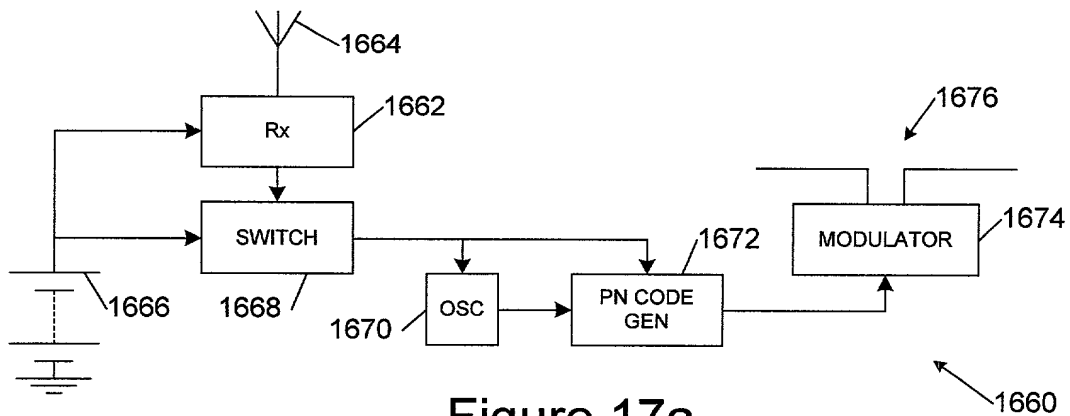 1664
Rx
1662
1676
SWITCH
1672
MODULATOR
1674
1666
1668
1670
OSC
PN CODE
GEN
1660
Figure 17a